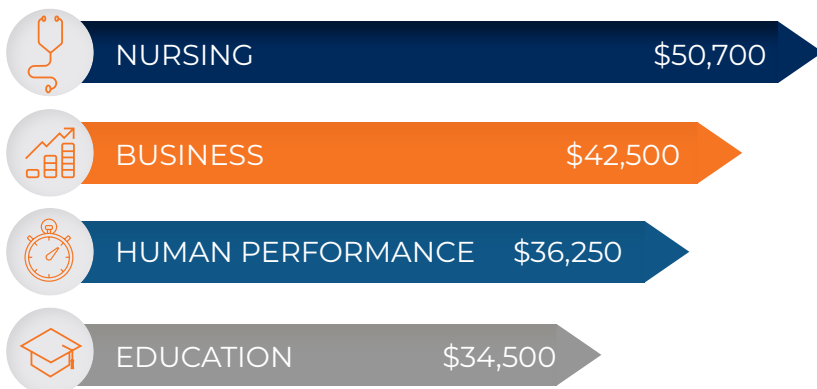 NURSING $50,700
BUSINESS $42,500
HUMAN PERFORMANCE $36,250
EDUCATION $34,500